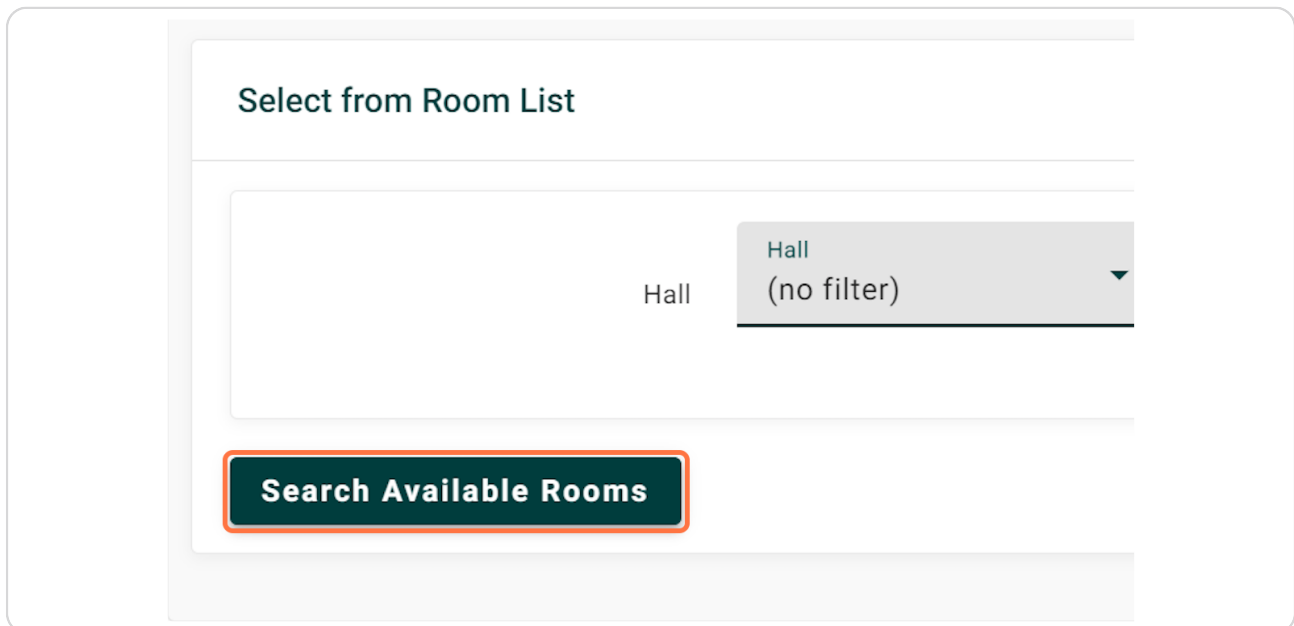 Select from Room List
Hall
Hall
(no filter)
Search Available Rooms